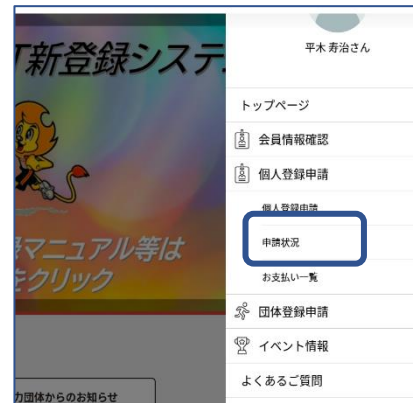 T新登録システ
マニュアル等は
クリック
力団体からのお知らせ
平木 寿治さん
トップページ
会員情報確認
個人登録申請
個人登録申請
申請状況
お支払い一覧
団体登録申請
イベント情報
よくあるご質問